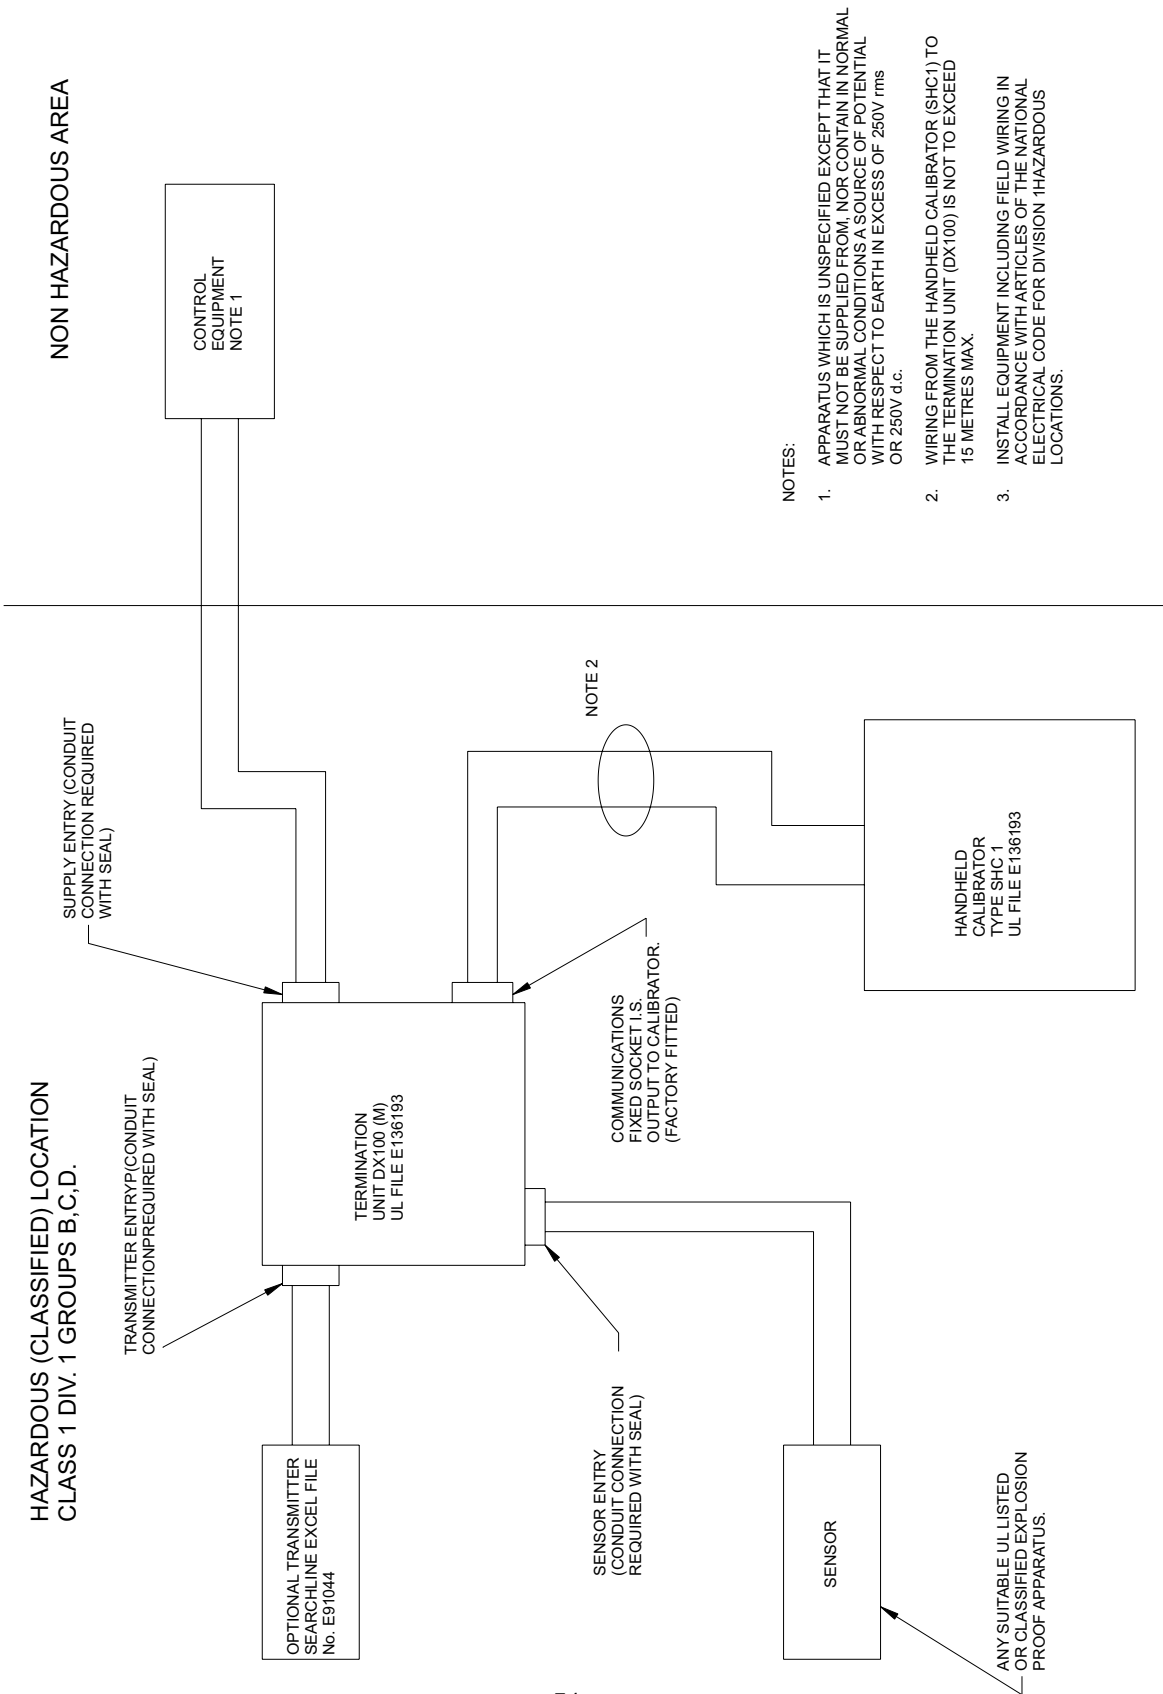 HAZARDOUS (CLASSIFIED) LOCATION
CLASS 1 DIV. 1 GROUPS B,C,D.
NON HAZARDOUS AREA
TRANSMITTER ENTRYP(CONDUIT
CONNECTIONPREQUIRED WITH SEAL)
SUPPLY ENTRY (CONDUIT
CONNECTION REQUIRED
WITH SEAL)
CONTROL
EQUIPMENT
NOTE 1
OPTIONAL TRANSMITTER
SEARCHLINE EXCEL FILE
No. E91044
TERMINATION
UNIT DX100 (M)
UL FILE E136193
NOTE 2
SENSOR ENTRY
(CONDUIT CONNECTION
REQUIRED WITH SEAL)
COMMUNICATIONS
FIXED SOCKET I.S.
OUTPUT TO CALIBRATOR.
(FACTORY FITTED)
SENSOR
HANDHELD
CALIBRATOR
TYPE SHC 1
UL FILE E136193
ANY SUITABLE UL LISTED
OR CLASSIFIED EXPLOSION
PROOF APPARATUS.
NOTES:
1. APPARATUS WHICH IS UNSPECIFIED EXCEPT THAT IT
MUST NOT BE SUPPLIED FROM, NOR CONTAIN IN NORMAL
OR ABNORMAL CONDITIONS A SOURCE OF POTENTIAL
WITH RESPECT TO EARTH IN EXCESS OF 250V rms
OR 250V d.c.
2. WIRING FROM THE HANDHELD CALIBRATOR (SHC1) TO
THE TERMINATION UNIT (DX100) IS NOT TO EXCEED
15 METRES MAX.
3. INSTALL EQUIPMENT INCLUDING FIELD WIRING IN
ACCORDANCE WITH ARTICLES OF THE NATIONAL
ELECTRICAL CODE FOR DIVISION 1HAZARDOUS
LOCATIONS.